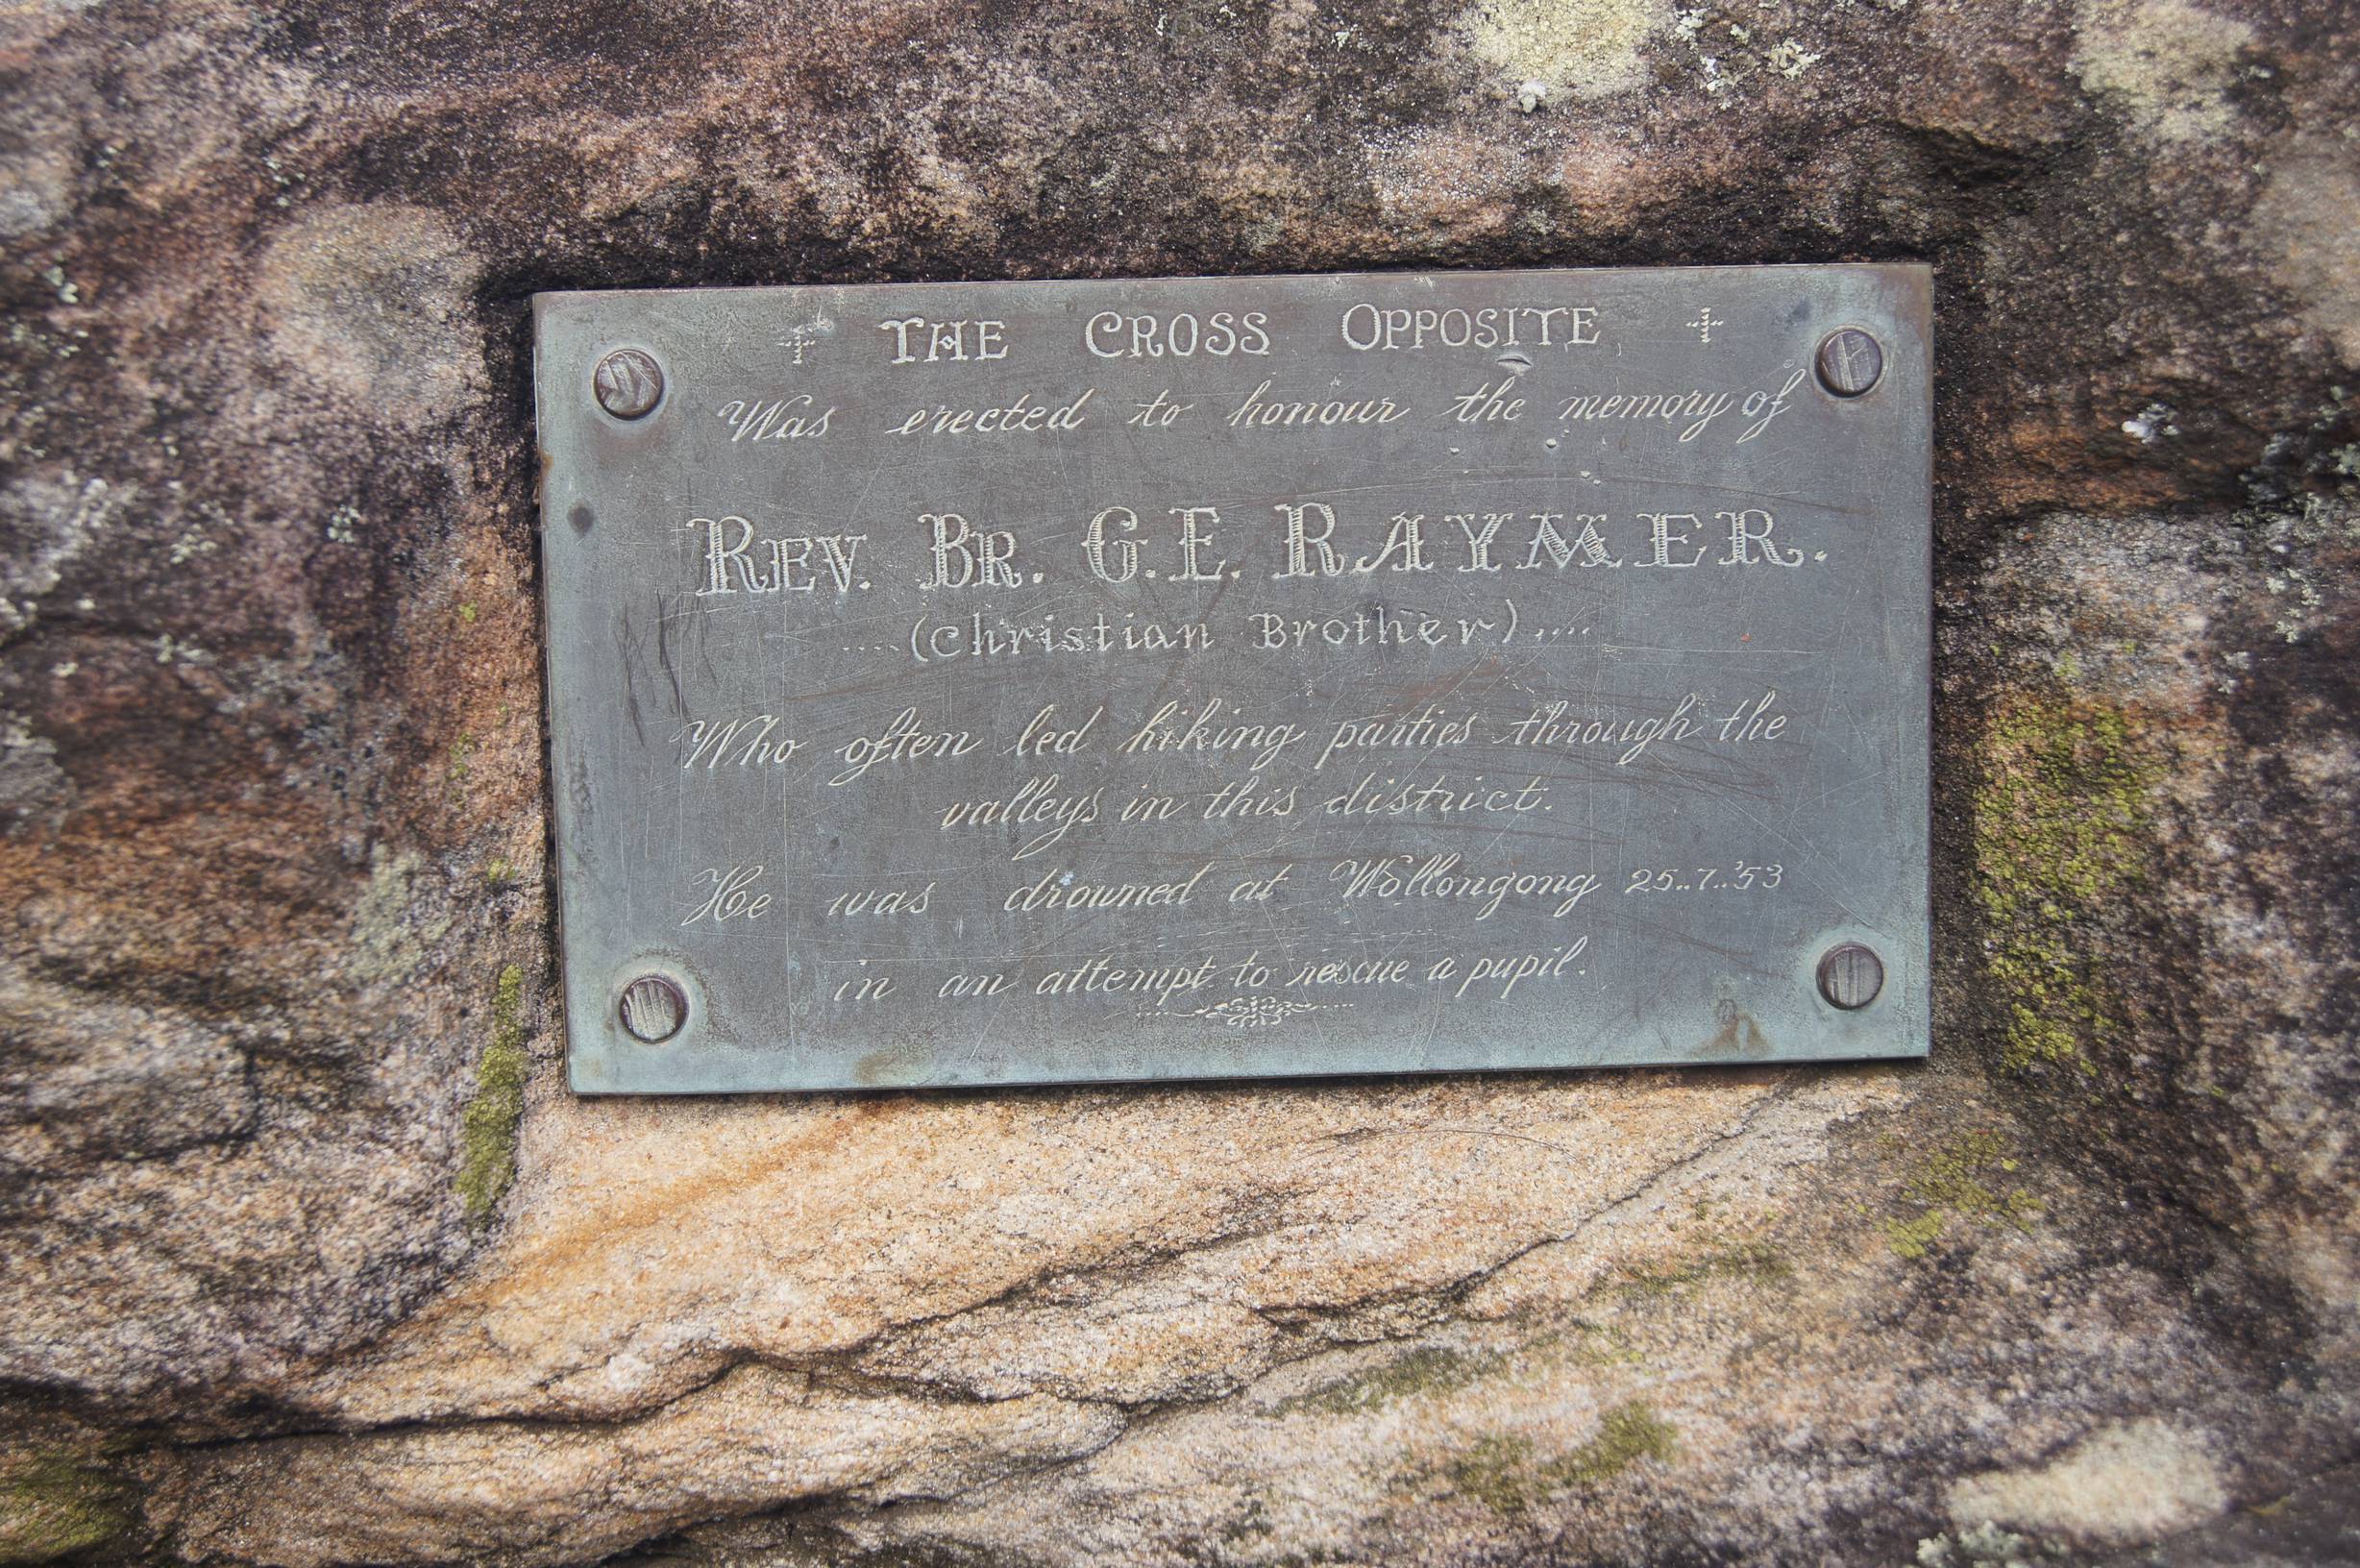 ✝ THE CROSS OPPOSITE ✝
Was erected to honour the memory of
REV. BR. G.E. RAYMER.
....(Christian Brother)....
Who often led hiking parties through the
valleys in this district.
He was drowned at Wollongong 25..7..'53
in an attempt to rescue a pupil.